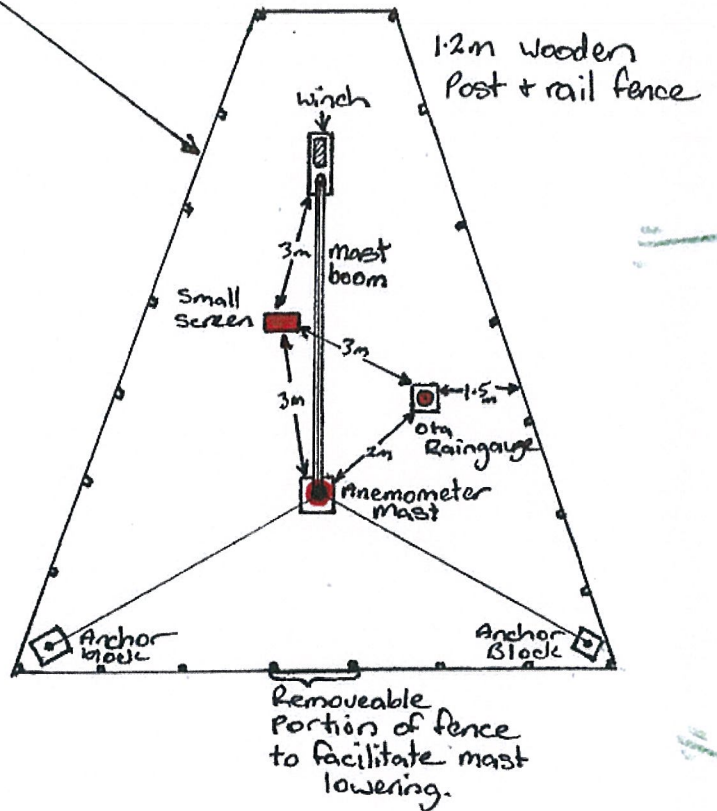 1.2m wooden
Post + rail fence
winch
3m
mast
boom
Small
Screen
3m
3m
1.5m
Ota
Raingauge
2m
Anemometer
Mast
Anchor
block
Anchor
Block
Removeable
Portion of fence
to facilitate mast
lowering.